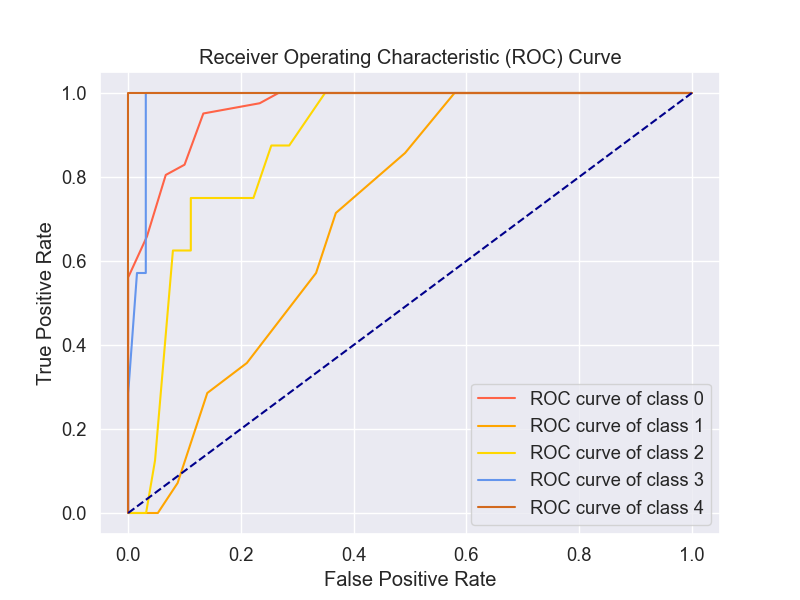 Receiver Operating Characteristic (ROC) Curve
True Positive Rate
1.0
0.8
0.6
0.4
0.2
0.0
ROC curve of class 0
ROC curve of class 1
ROC curve of class 2
ROC curve of class 3
ROC curve of class 4
0.0 0.2 0.4 0.6 0.8 1.0
False Positive Rate